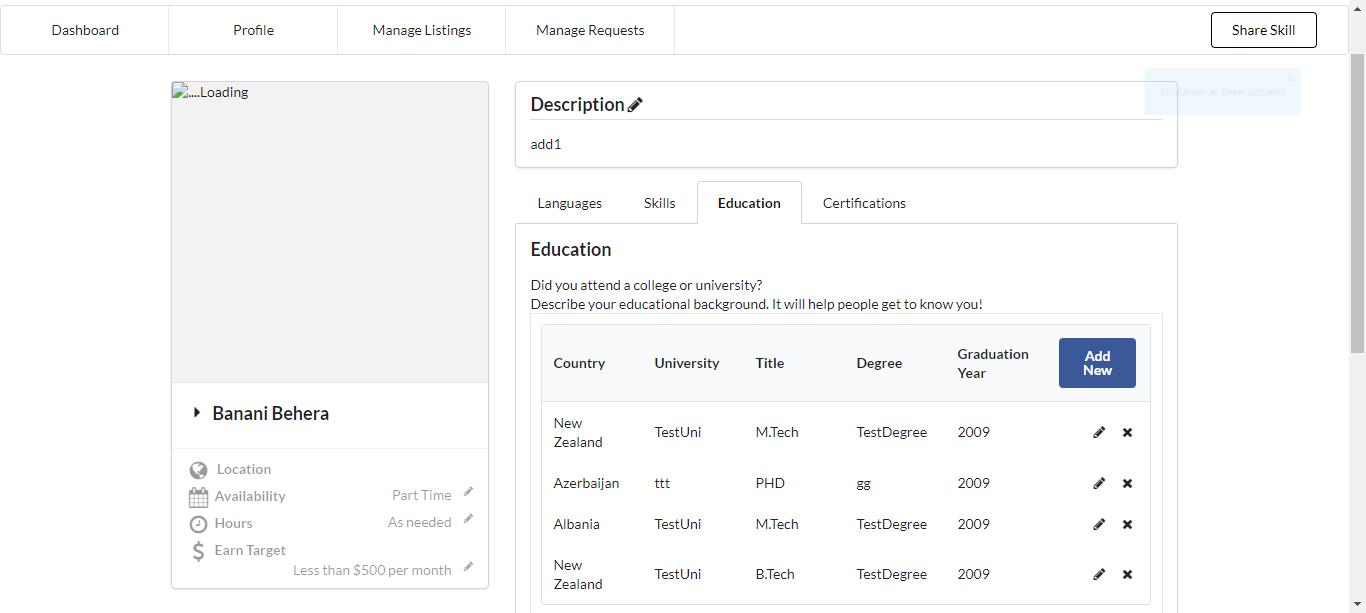 Dashboard
Profile
Manage Listings
Manage Requests
Share Skill
....Loading
Education as been updated
Description
add1
Banani Behera
Location
Availability
Part Time
Hours
As needed
Earn Target
Less than $500 per month
Languages
Skills
Education
Certifications
Education
Did you attend a college or university?
Describe your educational background. It will help people get to know you!
Country University Title Degree Graduation Year Add New
New Zealand TestUni M.Tech TestDegree 2009
Azerbaijan ttt PHD gg 2009
Albania TestUni M.Tech TestDegree 2009
New Zealand TestUni B.Tech TestDegree 2009